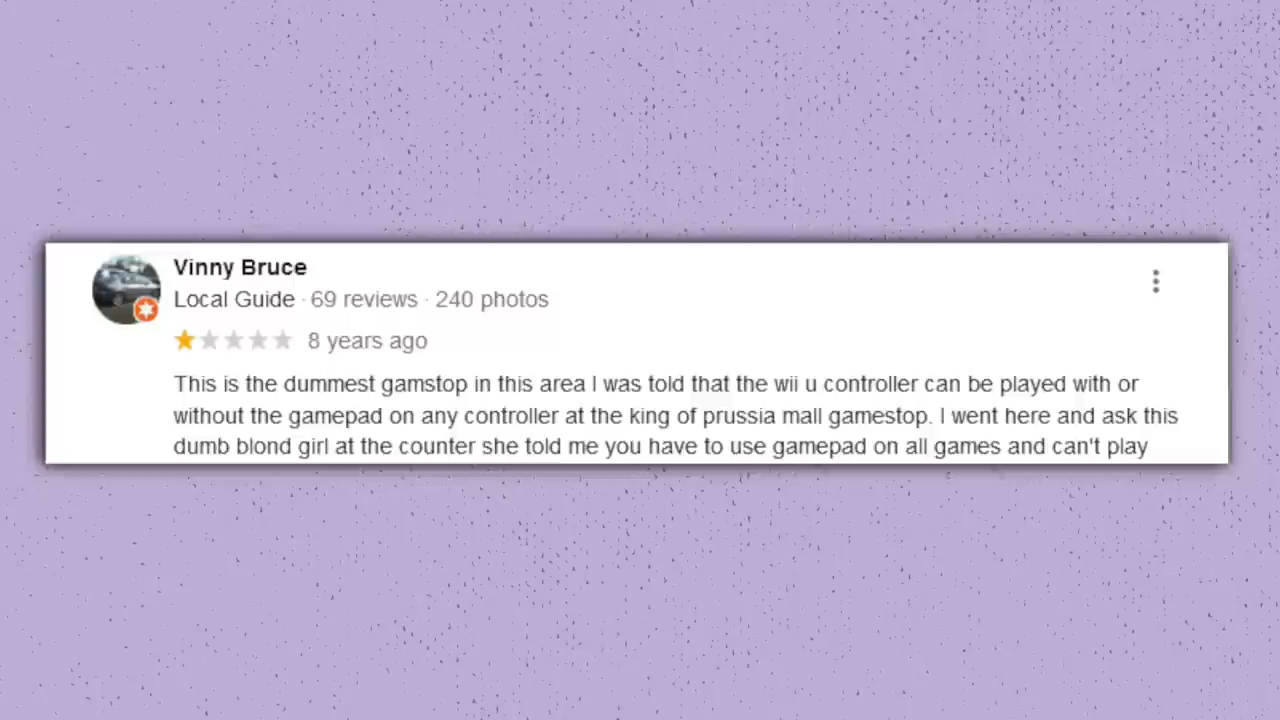 Vinny Bruce
Local Guide · 69 reviews · 240 photos
8 years ago
This is the dummest gamstop in this area I was told that the wii u controller can be played with or
without the gamepad on any controller at the king of prussia mall gamestop. I went here and ask this
dumb blond girl at the counter she told me you have to use gamepad on all games and can't play